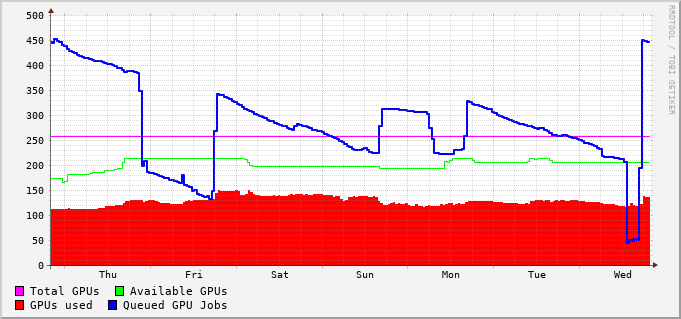 500
450
400
350
300
250
200
150
100
50
0
Thu Fri Sat Sun Mon Tue Wed
Total GPUs Available GPUs
GPUs used Queued GPU Jobs
RRDTOOL / TOBI OETIKER